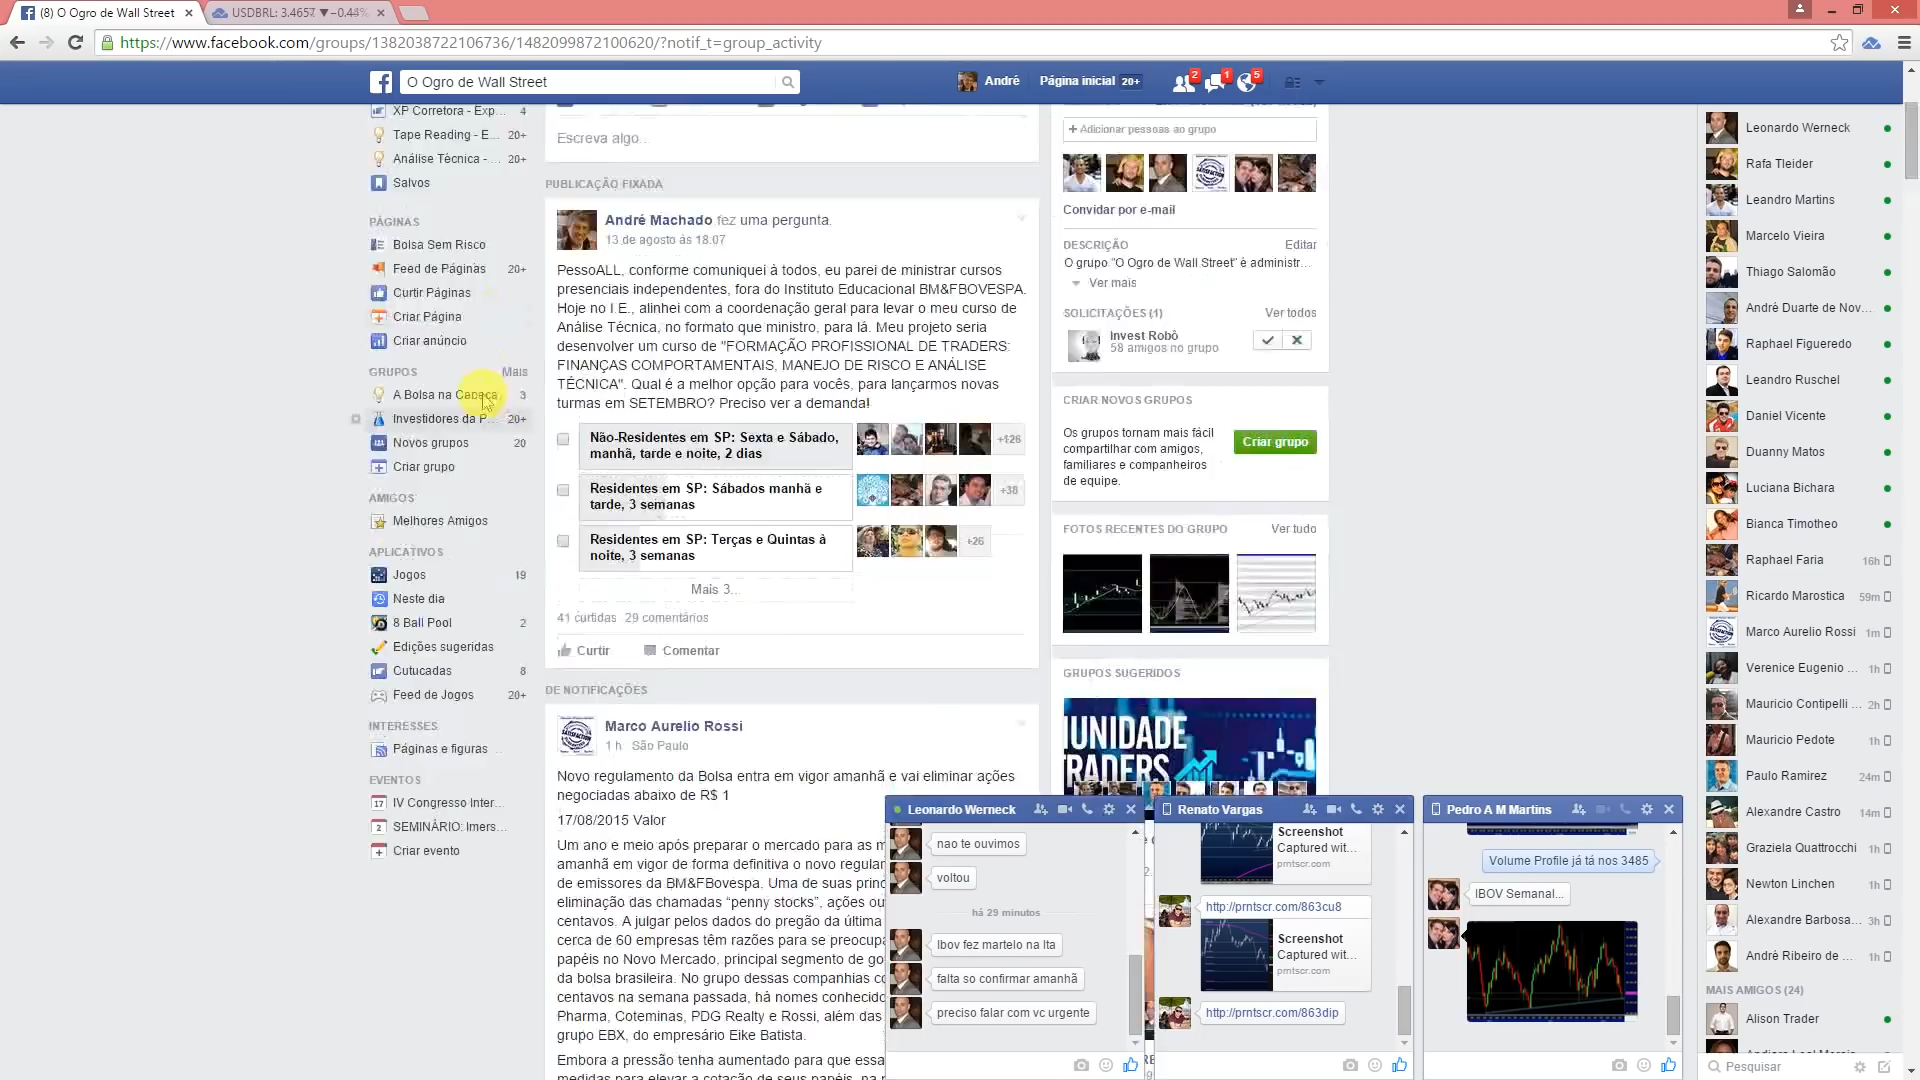 (8) O Ogro de Wall Street
USDBRL: 3.4657 ▼−0.44%
https://www.facebook.com/groups/1382038722106736/1482099872100620/?notif_t=group_activity
O Ogro de Wall Street
André
Página inicial 20+
2
1
5
XP Corretora - Exp... 4
Tape Reading - E... 20+
Análise Técnica - ... 20+
Salvos
PÁGINAS
Bolsa Sem Risco
Feed de Páginas 20+
Curtir Páginas
Criar Página
Criar anúncio
GRUPOS Mais
A Bolsa na Cabeça 3
Investidores da P... 20+
Novos grupos 20
Criar grupo
AMIGOS
Melhores Amigos
APLICATIVOS
Jogos 19
Neste dia
8 Ball Pool 2
Edições sugeridas
Cutucadas 8
Feed de Jogos 20+
INTERESSES
Páginas e figuras
EVENTOS
17 IV Congresso Inter...
2 SEMINÁRIO: Imers...
Criar evento
Escreva algo...
PUBLICAÇÃO FIXADA
André Machado fez uma pergunta.
13 de agosto às 18:07
PessoALL, conforme comuniquei à todos, eu parei de ministrar cursos
presenciais independentes, fora do Instituto Educacional BM&FBOVESPA.
Hoje no I.E., alinhei com a coordenação geral para levar o meu curso de
Análise Técnica, no formato que ministro, para lá. Meu projeto seria
desenvolver um curso de "FORMAÇÃO PROFISSIONAL DE TRADERS:
FINANÇAS COMPORTAMENTAIS, MANEJO DE RISCO E ANÁLISE
TÉCNICA". Qual é a melhor opção para vocês, para lançarmos novas
turmas em SETEMBRO? Preciso ver a demanda!
Não-Residentes em SP: Sexta e Sábado,
manhã, tarde e noite, 2 dias
+126
Residentes em SP: Sábados manhã e
tarde, 3 semanas
+38
Residentes em SP: Terças e Quintas à
noite, 3 semanas
+26
Mais 3...
41 curtidas 29 comentários
Curtir Comentar
DE NOTIFICAÇÕES
Marco Aurelio Rossi
1 h São Paulo
Novo regulamento da Bolsa entra em vigor amanhã e vai eliminar ações
negociadas abaixo de R$ 1
17/08/2015 Valor
Um ano e meio após preparar o mercado para as m
amanhã em vigor de forma definitiva o novo regular
de emissores da BM&FBovespa. Uma de suas princ
eliminação das chamadas “penny stocks”, ações ou
centavos. A julgar pelos dados do pregão da última
cerca de 60 empresas têm razões para se preocupa
papéis no Novo Mercado, principal segmento de go
da bolsa brasileira. No grupo dessas companhias co
centavos na semana passada, há nomes conhecido
Pharma, Coteminas, PDG Realty e Rossi, além das
grupo EBX, do empresário Eike Batista.
Embora a pressão tenha aumentado para que essa
medidas para elevar a cotação de seus papéis, na
+ Adicionar pessoas ao grupo
Convidar por e-mail
DESCRIÇÃO Editar
O grupo "O Ogro de Wall Street" é administr...
Ver mais
SOLICITAÇÕES (1) Ver todos
Invest Robô
58 amigos no grupo
CRIAR NOVOS GRUPOS
Os grupos tornam mais fácil
compartilhar com amigos,
familiares e companheiros
de equipe.
Criar grupo
FOTOS RECENTES DO GRUPO Ver tudo
GRUPOS SUGERIDOS
UNIDADE
TRADERS
Leonardo Werneck
nao te ouvimos
voltou
há 29 minutos
Ibov fez martelo na lta
falta so confirmar amanhã
preciso falar com vc urgente
Renato Vargas
Screenshot
Captured wit...
prntscr.com
http://prntscr.com/863cu8
Screenshot
Captured wit...
prntscr.com
http://prntscr.com/863dip
Pedro A M Martins
Volume Profile já tá nos 3485
IBOV Semanal...
Leonardo Werneck
Rafa Tleider
Leandro Martins
Marcelo Vieira
Thiago Salomão
André Duarte de Nov...
Raphael Figueredo
Leandro Ruschel
Daniel Vicente
Duanny Matos
Luciana Bichara
Bianca Timotheo
Raphael Faria 16h
Ricardo Marostica 59m
Marco Aurelio Rossi 1m
Verenice Eugenio ... 1h
Mauricio Contipelli ... 2h
Mauricio Pedote 1h
Paulo Ramirez 24m
Alexandre Castro 14m
Graziela Quattrocchi 1h
Newton Linchen 1h
Alexandre Barbosa... 3h
André Ribeiro de ... 1h
MAIS AMIGOS (24)
Alison Trader
Pesquisar